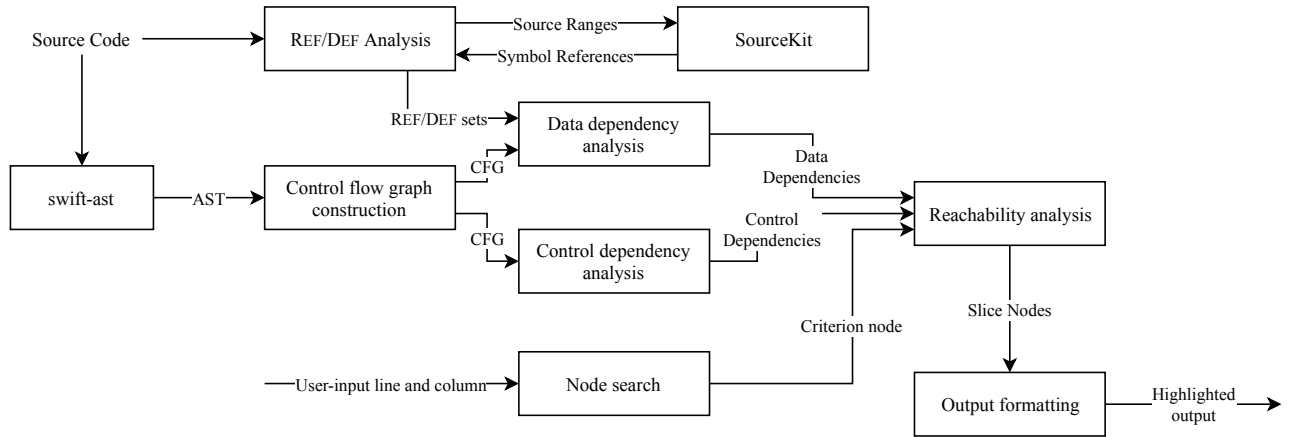 Source Code
REF/DEF Analysis
Source Ranges
Symbol References
SourceKit
REF/DEF sets
Data dependency
analysis
CFG
Data
Dependencies
swift-ast
AST
Control flow graph
construction
CFG
Control dependency
analysis
Control
Dependencies
Reachability analysis
Criterion node
Slice Nodes
User-input line and column
Node search
Output formatting
Highlighted
output